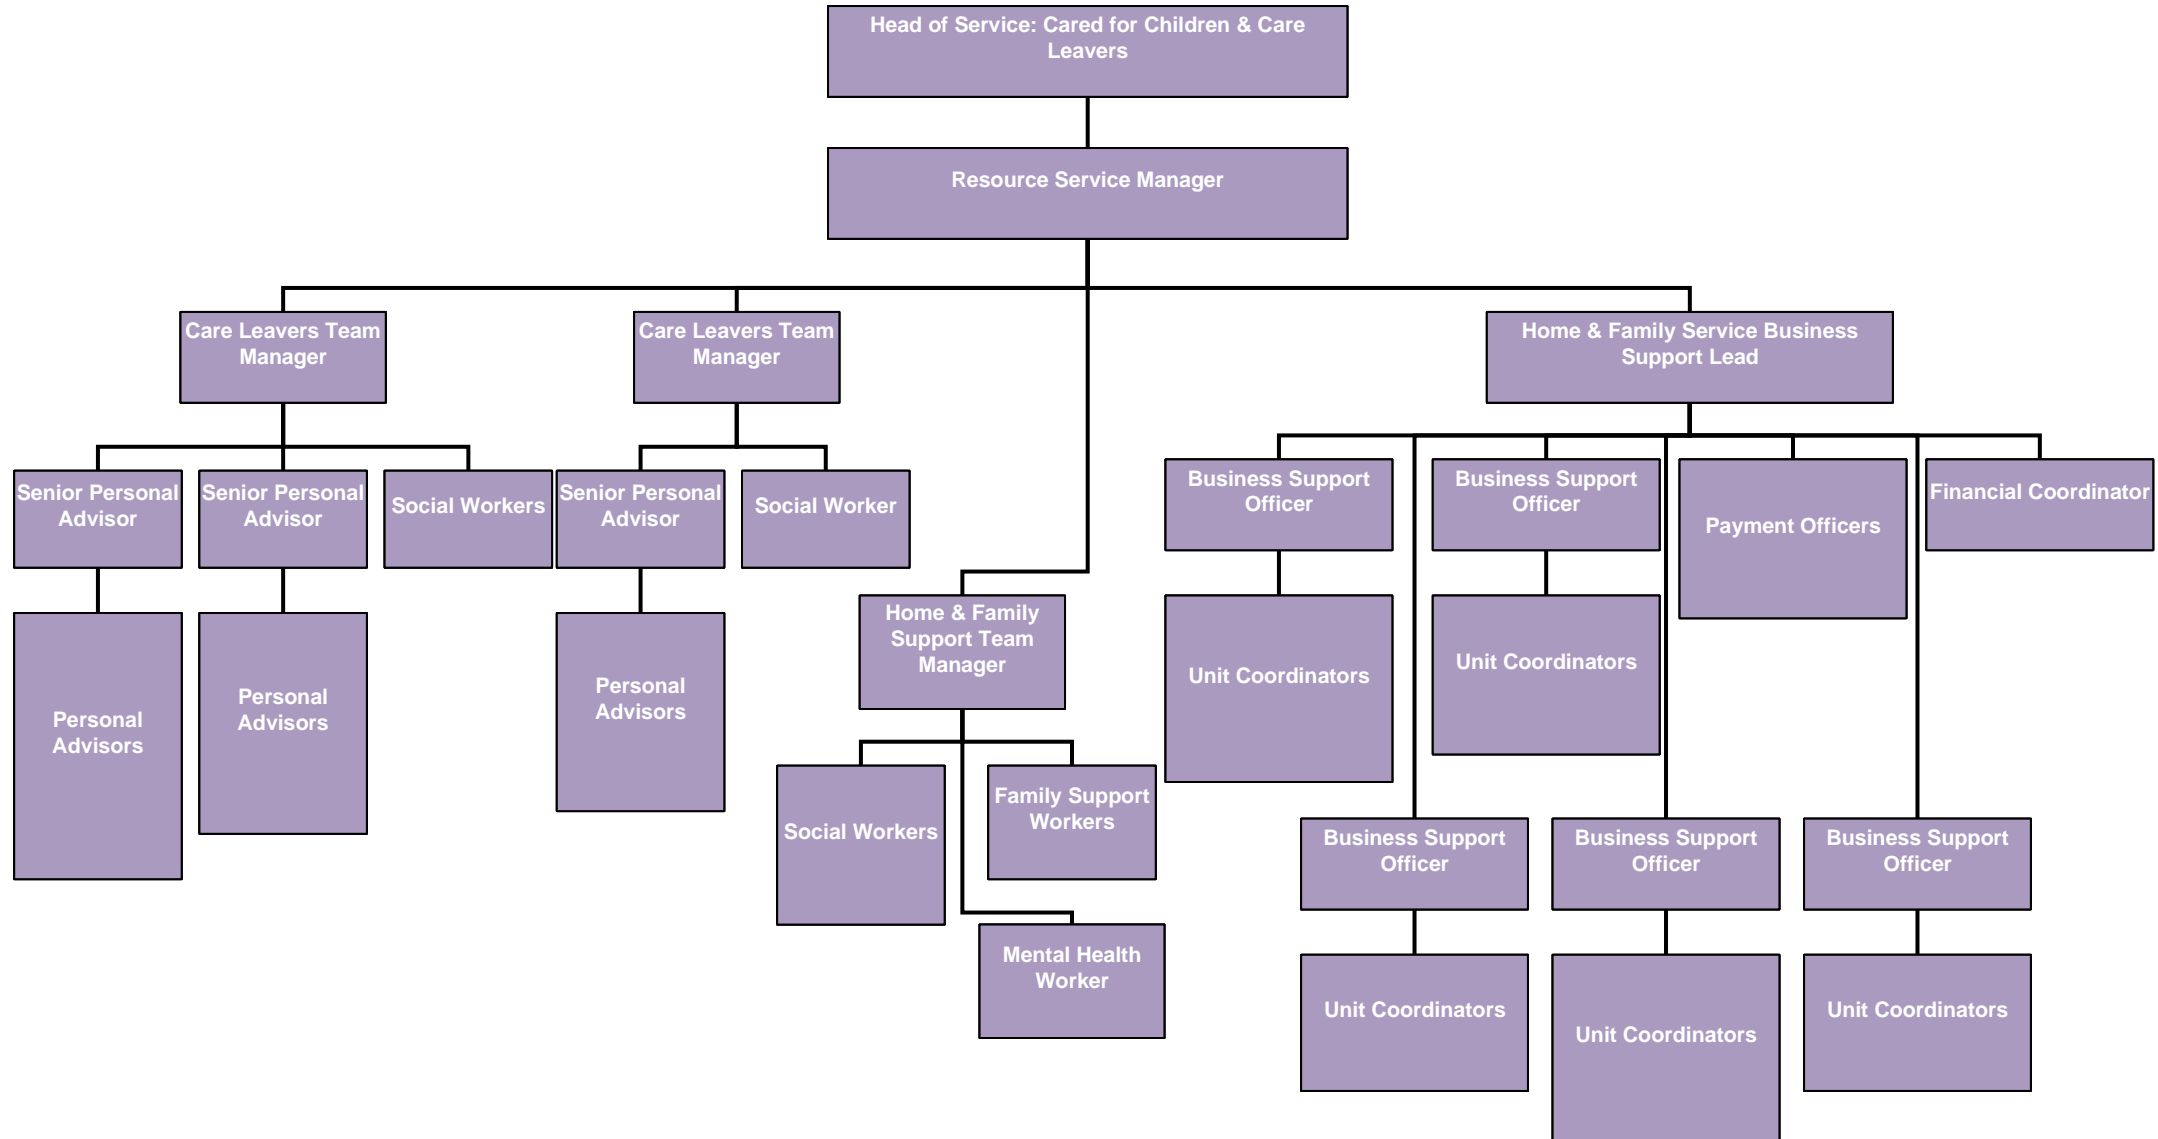 Head of Service: Cared for Children & Care
Leavers
Resource Service Manager
Care Leavers Team
Manager
Care Leavers Team
Manager
Home & Family Service Business
Support Lead
Senior Personal
Advisor
Senior Personal
Advisor
Social Workers
Senior Personal
Advisor
Social Worker
Business Support
Officer
Business Support
Officer
Payment Officers
Financial Coordinator
Personal
Advisors
Personal
Advisors
Personal
Advisors
Home & Family
Support Team
Manager
Unit Coordinators
Unit Coordinators
Social Workers
Family Support
Workers
Mental Health
Worker
Business Support
Officer
Business Support
Officer
Business Support
Officer
Unit Coordinators
Unit Coordinators
Unit Coordinators